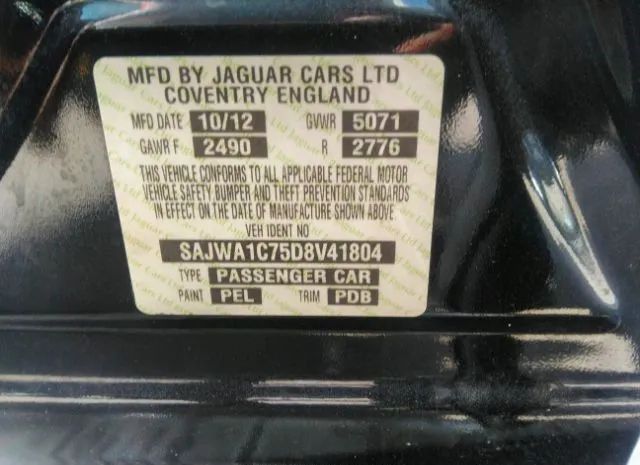 MFD BY JAGUAR CARS LTD
COVENTRY ENGLAND
MFD DATE 10/12 GVWR 5071
GAWR F 2490 R 2776
THIS VEHICLE CONFORMS TO ALL APPLICABLE FEDERAL MOTOR
VEHICLE SAFETY BUMPER AND THEFT PREVENTION STANDARDS
IN EFFECT ON THE DATE OF MANUFACTURE SHOWN ABOVE
VEH IDENT NO
SAJWA1C75D8V41804
TYPE PASSENGER CAR
PAINT PEL TRIM PDB